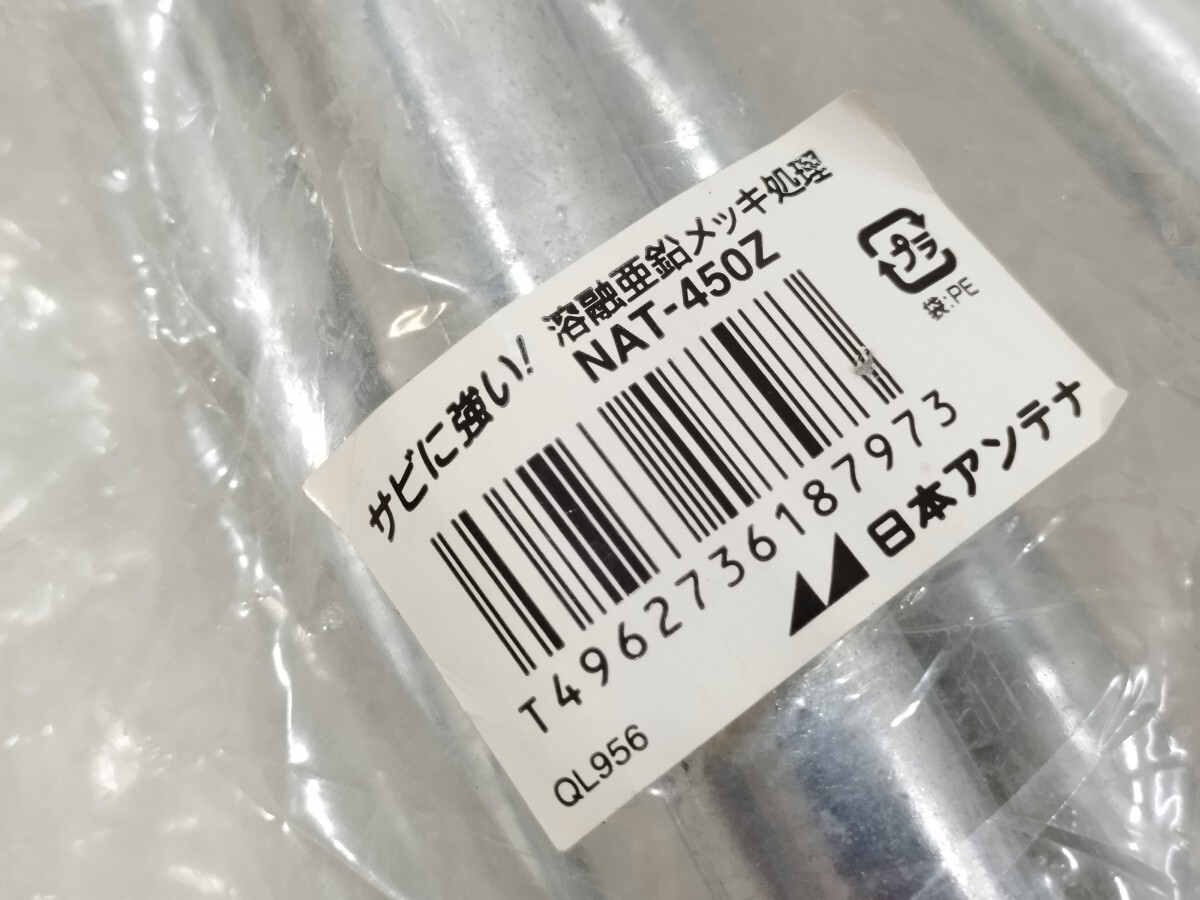 サビに強い! 溶融亜鉛メッキ処理
NAT-450Z
プラ
袋:PE
T4962736187973
日本アンテナ
QL956